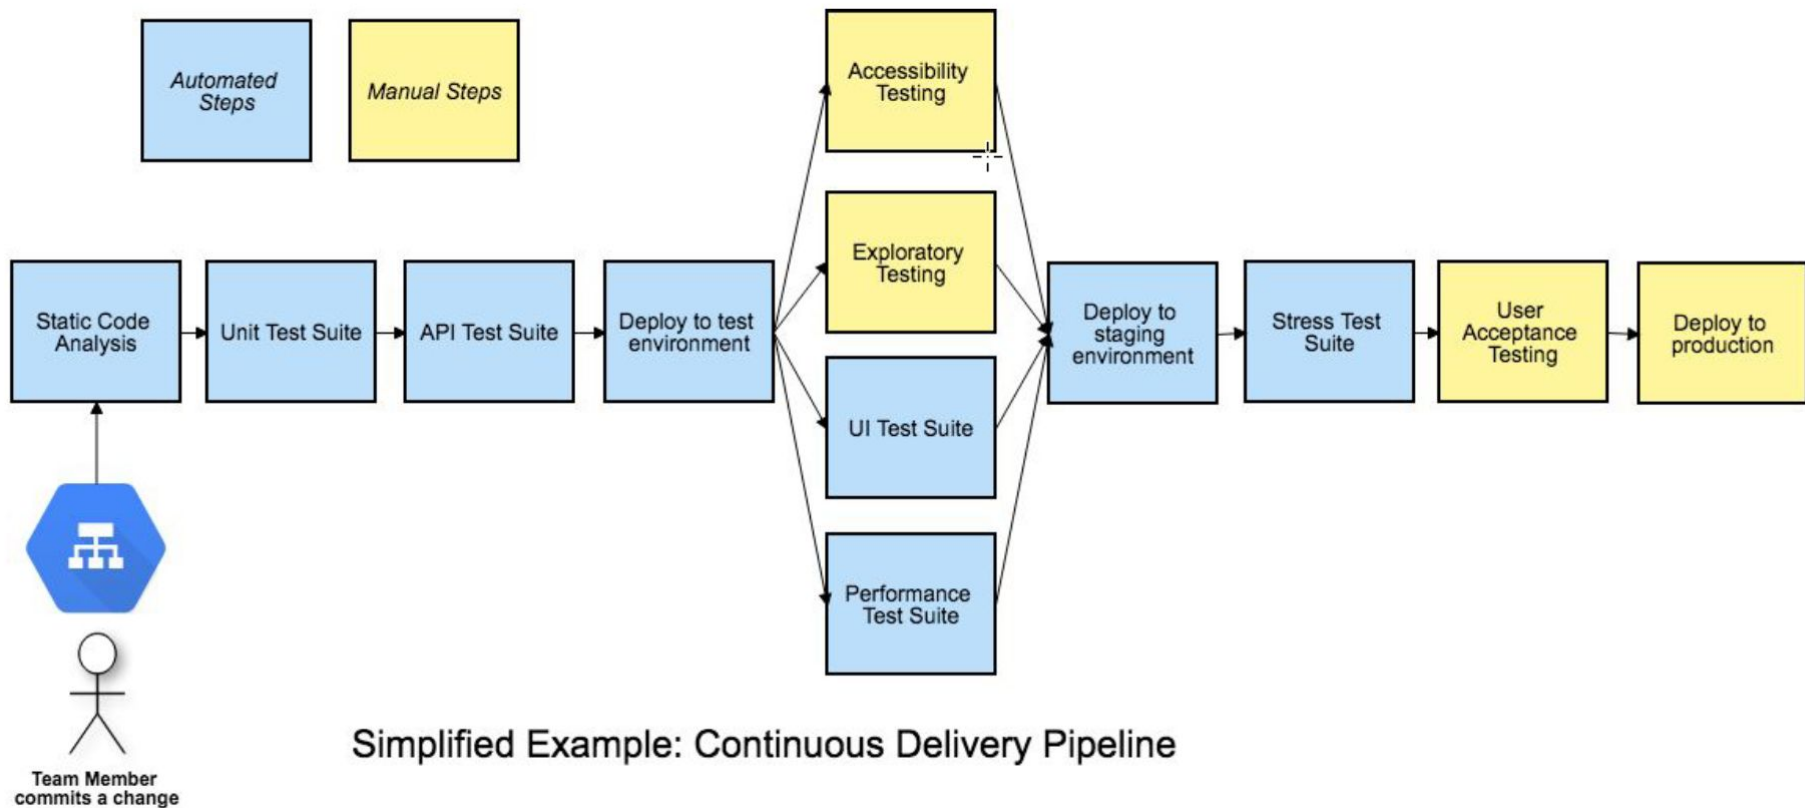 Automated
Steps
Manual Steps
Accessibility
Testing
Exploratory
Testing
Static Code
Analysis
Unit Test Suite
API Test Suite
Deploy to test
environment
UI Test Suite
Performance
Test Suite
Deploy to
staging
environment
Stress Test
Suite
User
Acceptance
Testing
Deploy to
production
Team Member
commits a change
Simplified Example: Continuous Delivery Pipeline